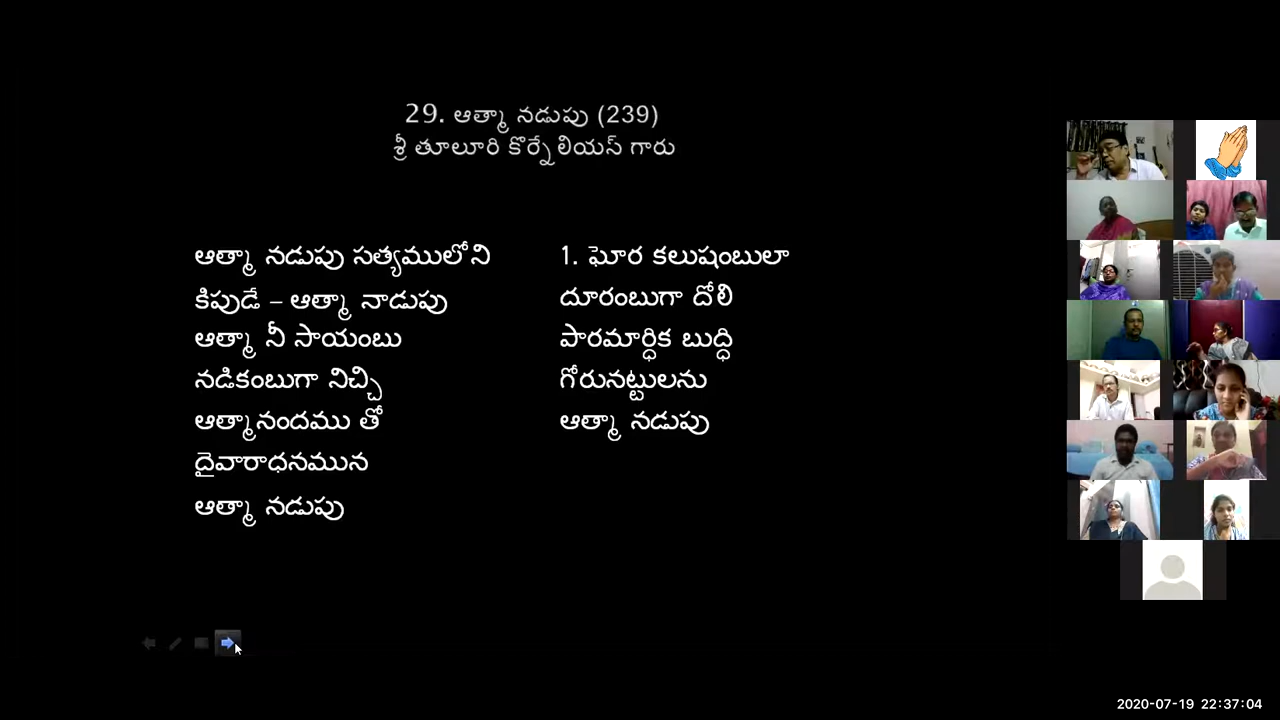 29. ఆత్మా నడుపు (239)
శ్రీ తూలూరి కొర్నేలియస్ గారు
ఆత్మా నడుపు సత్యములోని
కిపుడే – ఆత్మా నాడుపు
ఆత్మా నీ సాయంబు
నడికంబుగా నిచ్చి
ఆత్మానందము తో
దైవారాధనమున
ఆత్మా నడుపు
1. ఘోర కలుషంబులా
దూరంబుగా దోలి
పారమార్ధిక బుద్ధి
గోరునట్టులను
ఆత్మా నడుపు
2020-07-19 22:37:04